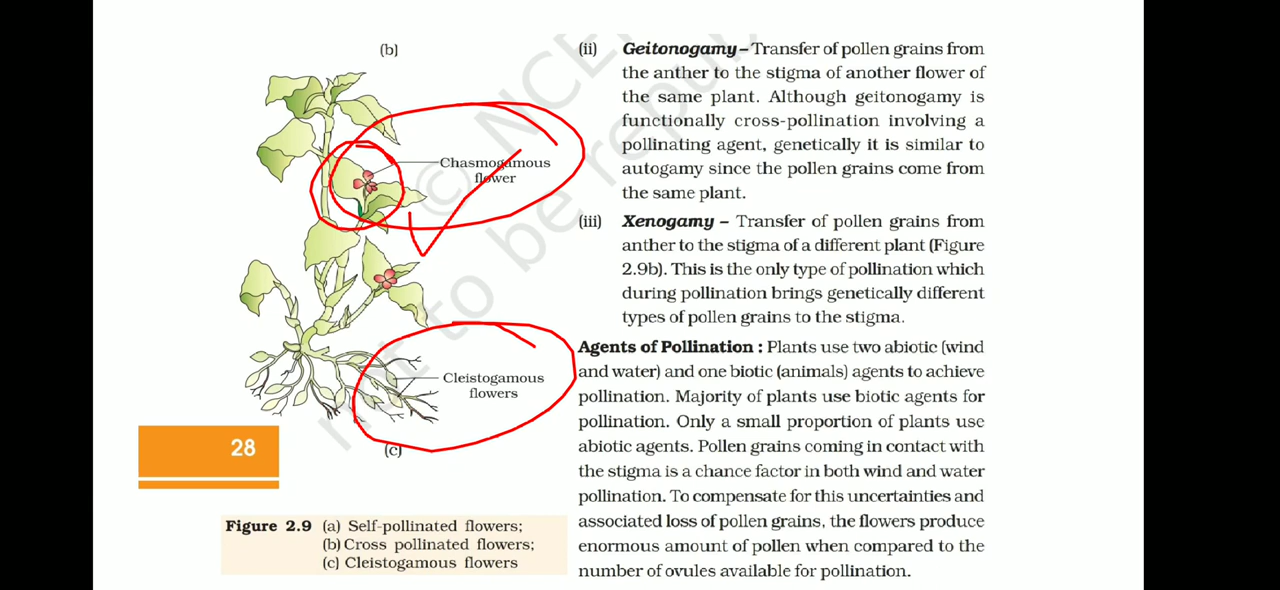 (b)
Chasmogamous
flower
Cleistogamous
flowers
(c)
28
Figure 2.9 (a) Self-pollinated flowers;
(b) Cross pollinated flowers;
(c) Cleistogamous flowers
(ii) Geitonogamy – Transfer of pollen grains from
the anther to the stigma of another flower of
the same plant. Although geitonogamy is
functionally cross-pollination involving a
pollinating agent, genetically it is similar to
autogamy since the pollen grains come from
the same plant.
(iii) Xenogamy – Transfer of pollen grains from
anther to the stigma of a different plant (Figure
2.9b). This is the only type of pollination which
during pollination brings genetically different
types of pollen grains to the stigma.
Agents of Pollination : Plants use two abiotic (wind
and water) and one biotic (animals) agents to achieve
pollination. Majority of plants use biotic agents for
pollination. Only a small proportion of plants use
abiotic agents. Pollen grains coming in contact with
the stigma is a chance factor in both wind and water
pollination. To compensate for this uncertainties and
associated loss of pollen grains, the flowers produce
enormous amount of pollen when compared to the
number of ovules available for pollination.
© NCE
not to be repu